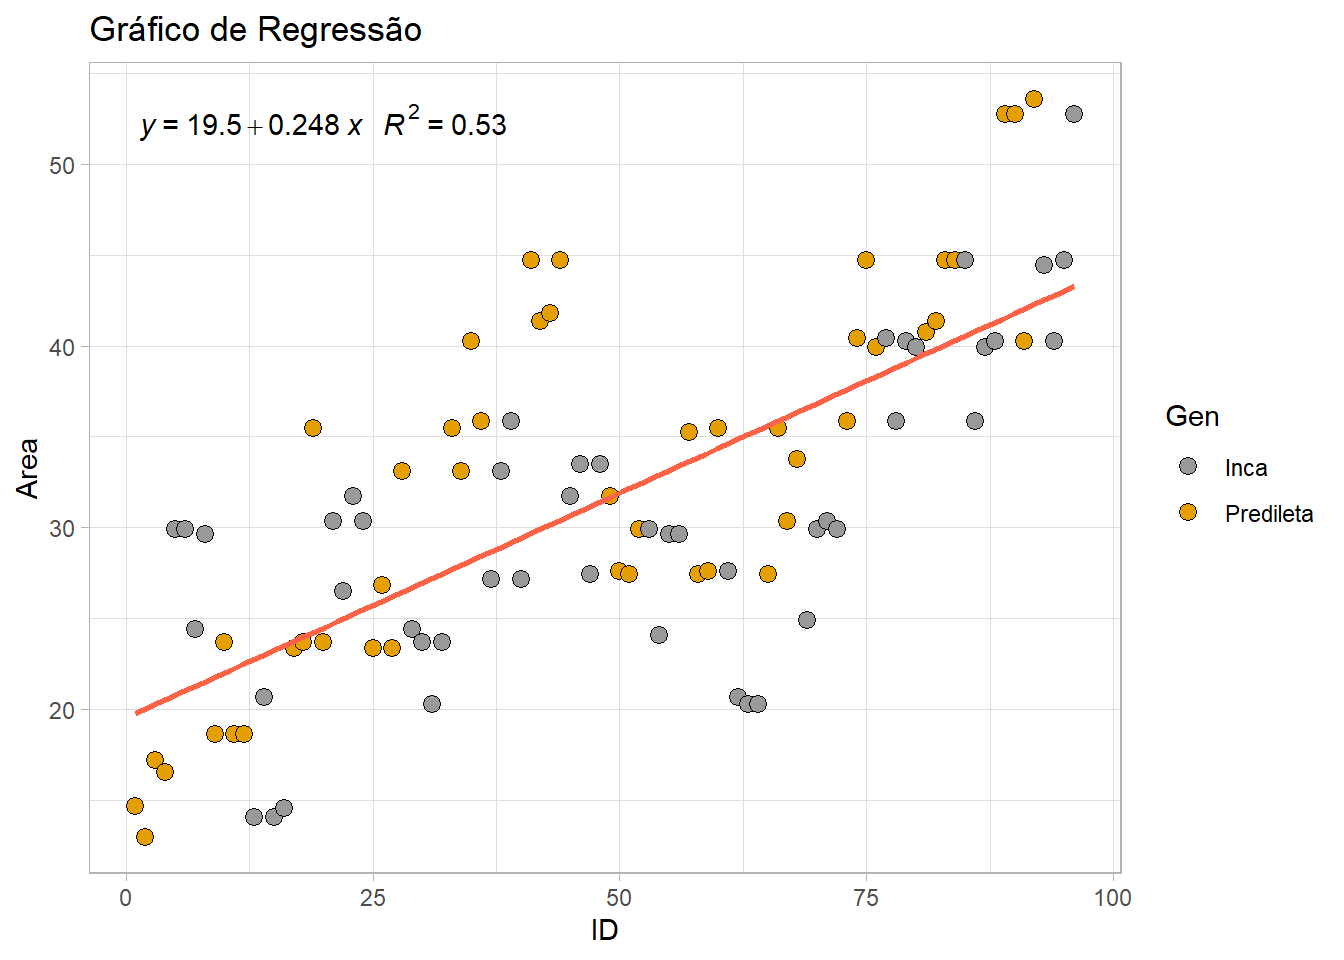 Gráfico de Regressão
y = 19.5 + 0.248 x R² = 0.53
50
40
30
20
Area
0 25 50 75 100
ID
Gen
Inca
Predileta